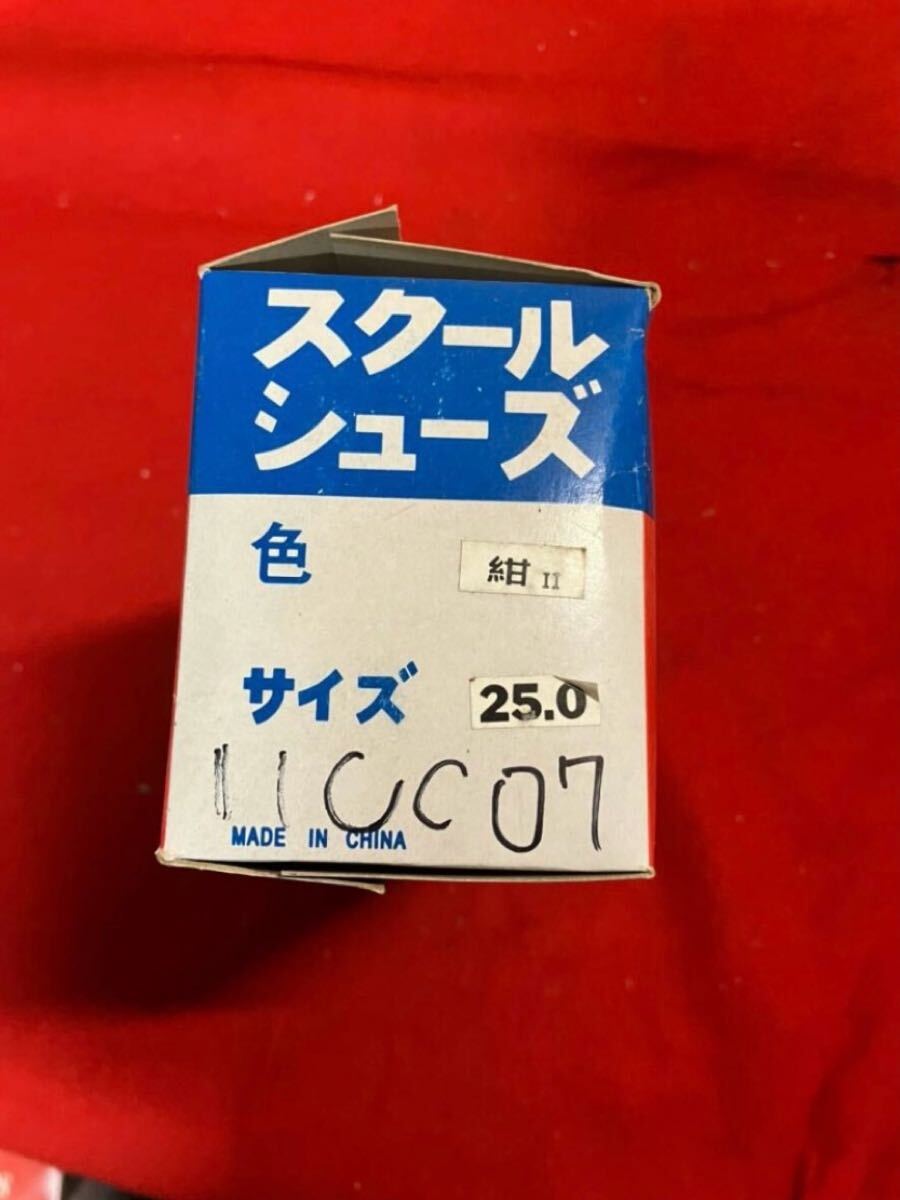 スクール
シューズ
色 紺 II
サイズ 25.0
11CC07
MADE IN CHINA